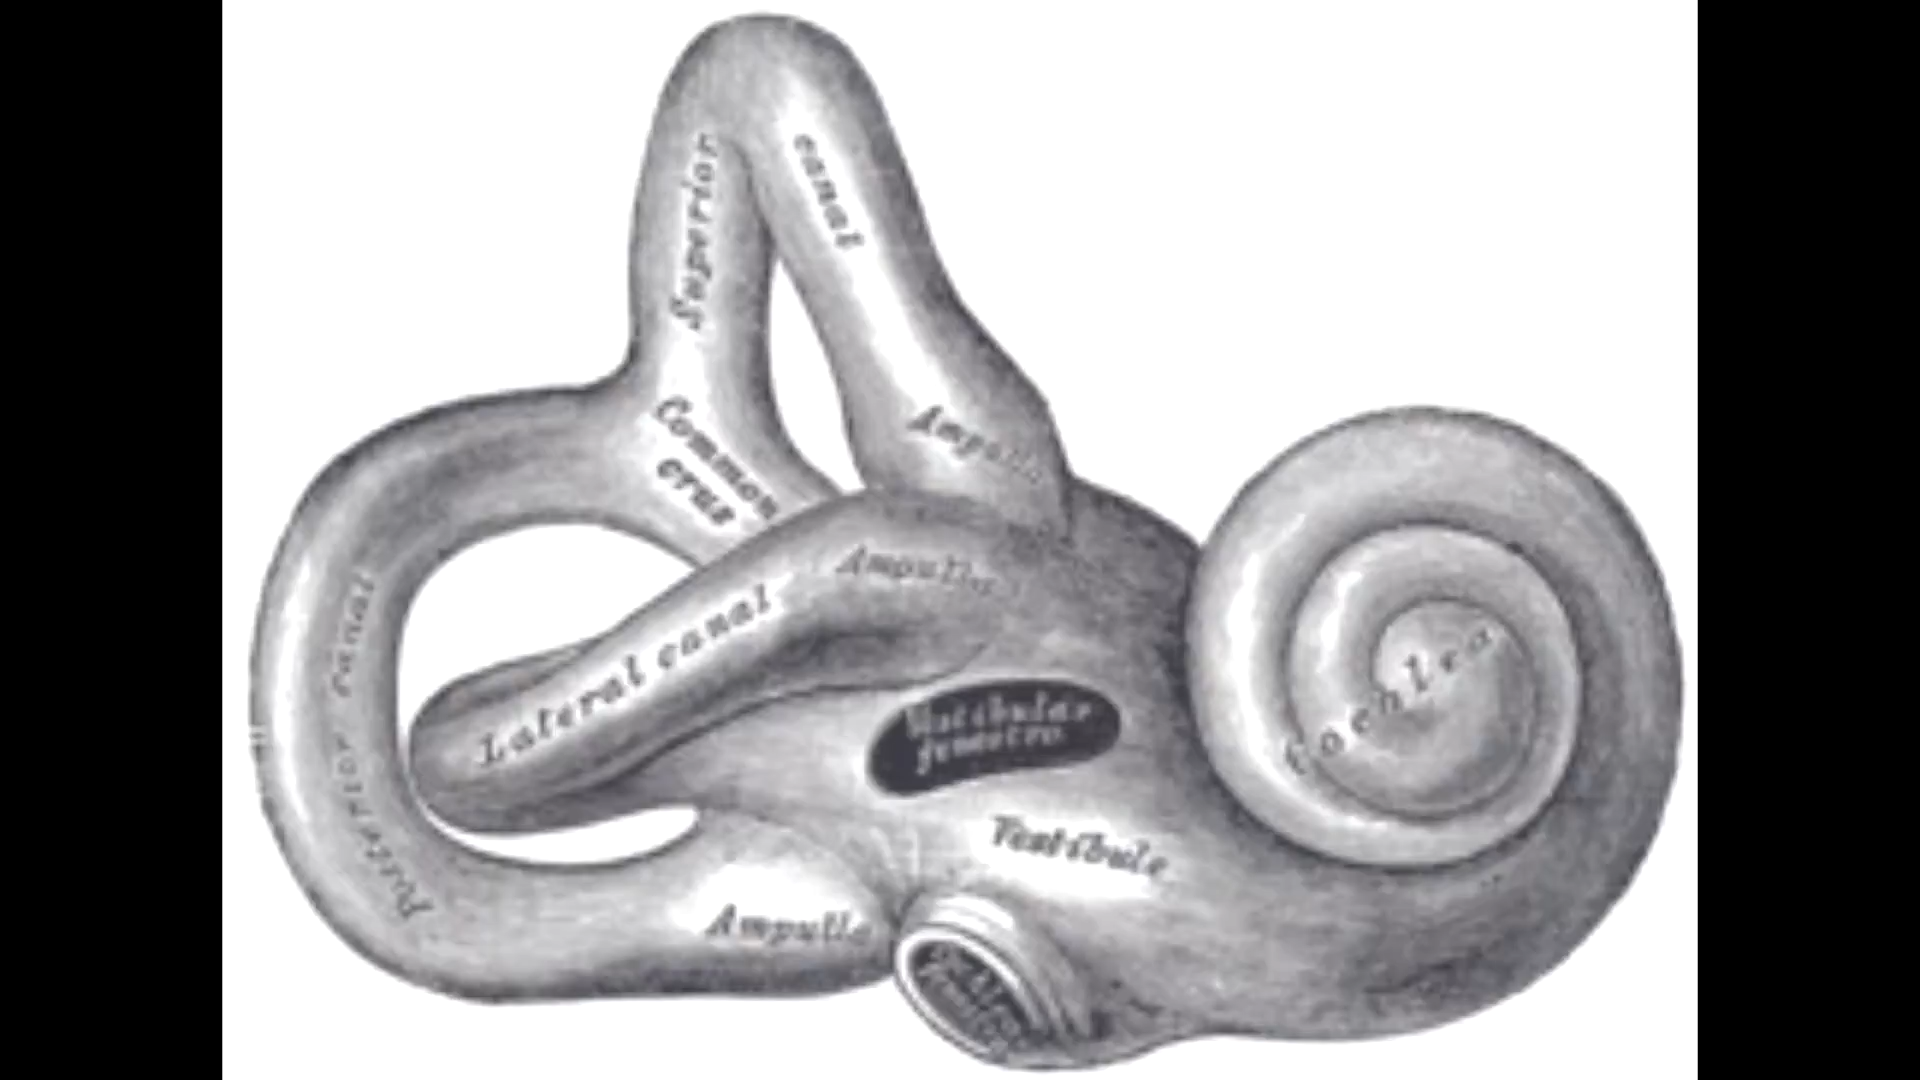 Superior
canal
Common
crus
Ampulla
Ampulla
Lateral canal
Posterior canal
Vestibular
fenestra
Cochlea
Vestibule
Ampulla